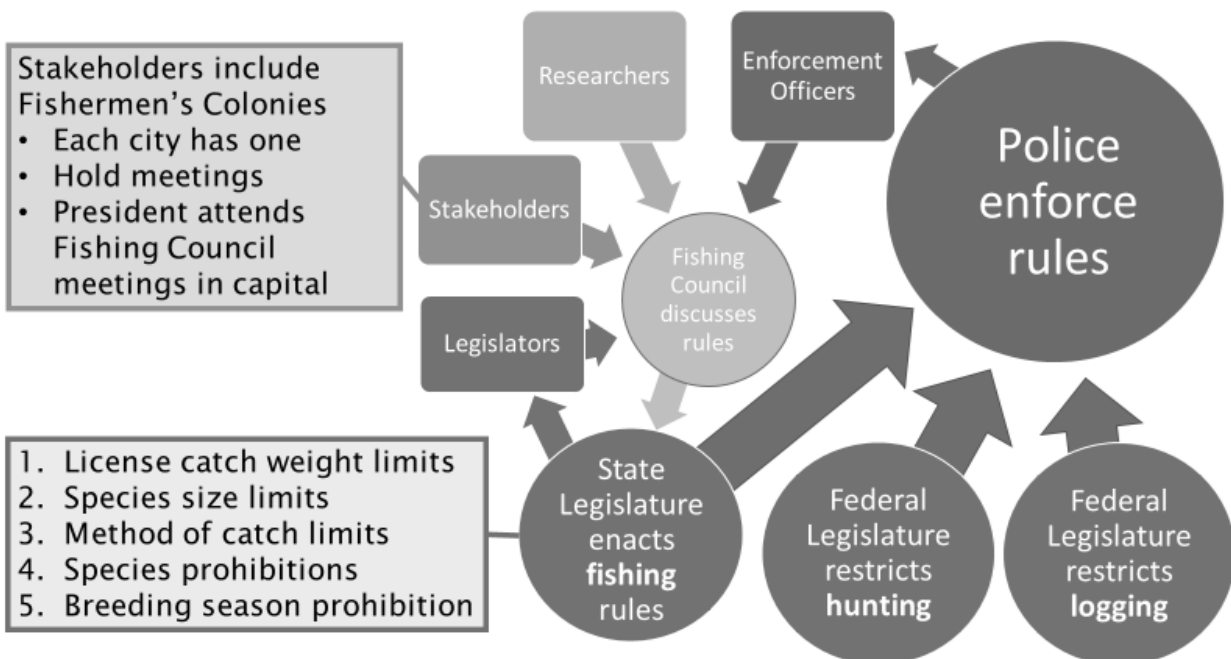 Stakeholders include
Fishermen’s Colonies
• Each city has one
• Hold meetings
• President attends
Fishing Council
meetings in capital
Researchers
Enforcement
Officers
Police
enforce
rules
Stakeholders
Fishing
Council
discusses
rules
Legislators
1. License catch weight limits
2. Species size limits
3. Method of catch limits
4. Species prohibitions
5. Breeding season prohibition
State
Legislature
enacts
fishing
rules
Federal
Legislature
restricts
hunting
Federal
Legislature
restricts
logging